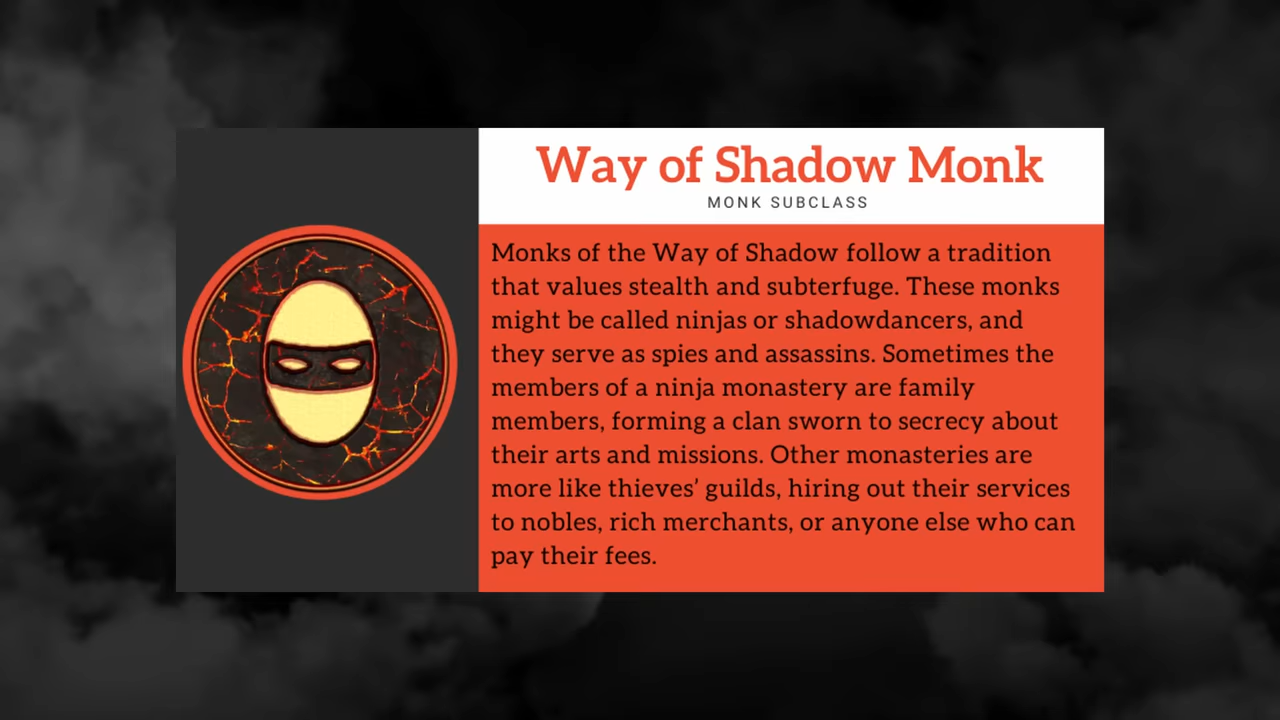 Way of Shadow Monk
MONK SUBCLASS
Monks of the Way of Shadow follow a tradition
that values stealth and subterfuge. These monks
might be called ninjas or shadowdancers, and
they serve as spies and assassins. Sometimes the
members of a ninja monastery are family
members, forming a clan sworn to secrecy about
their arts and missions. Other monasteries are
more like thieves’ guilds, hiring out their services
to nobles, rich merchants, or anyone else who can
pay their fees.